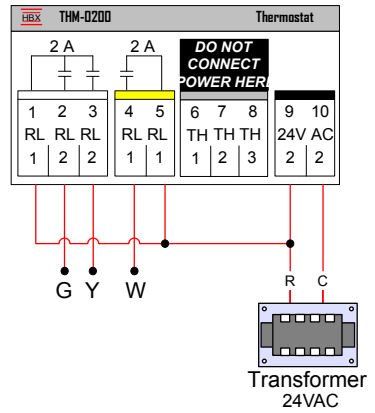 HBX THM-0200 Thermostat
2 A 2 A DO NOT
CONNECT
POWER HERE
1 2 3 4 5 6 7 8 9 10
RL RL RL RL RL TH TH TH 24V AC
1 2 2 1 1 1 2 3 2 2
G Y W R C
Transformer
24VAC